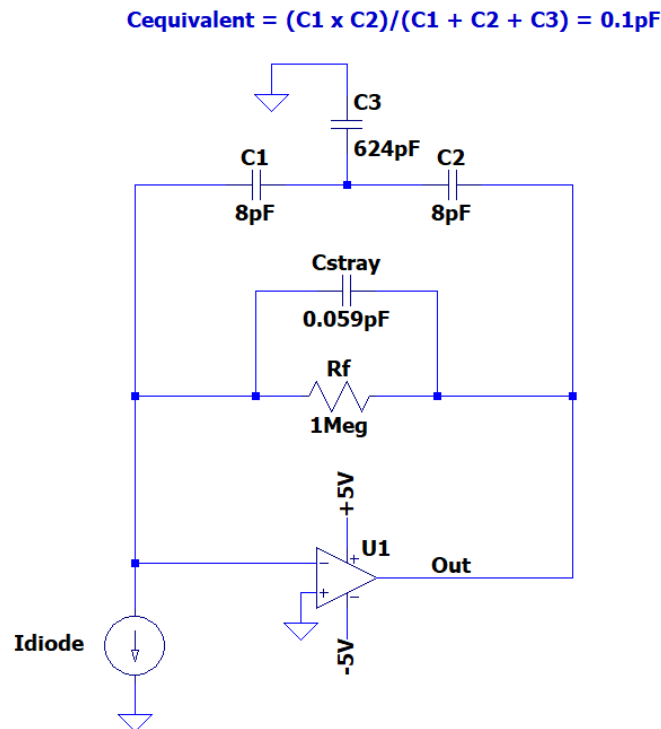 Cequivalent = (C1 x C2)/(C1 + C2 + C3) = 0.1pF
C3
624pF
C1
8pF
C2
8pF
Cstray
0.059pF
Rf
1Meg
+5V
U1
Out
-5V
Idiode